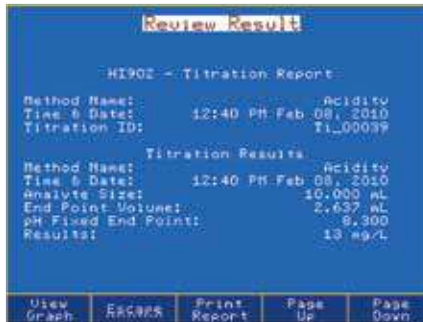 Review Result
HI902 - Titration Report
Method Name: Acidity
Time & Date: 12:40 PM Feb 08, 2010
Titration ID: Ti_00039
Titration Results
Method Name: Acidity
Time & Date: 12:40 PM Feb 08, 2010
Analyte Size: 10.000 mL
End Point Volume: 2.637 mL
pH Fixed End Point: 8.300
Results: 13 mg/L
View Graph
Escape
Print Report
Page Up
Page Down